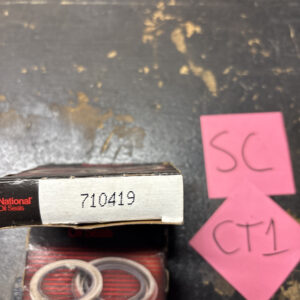 National
Oil Seals
710419
SC
CT1